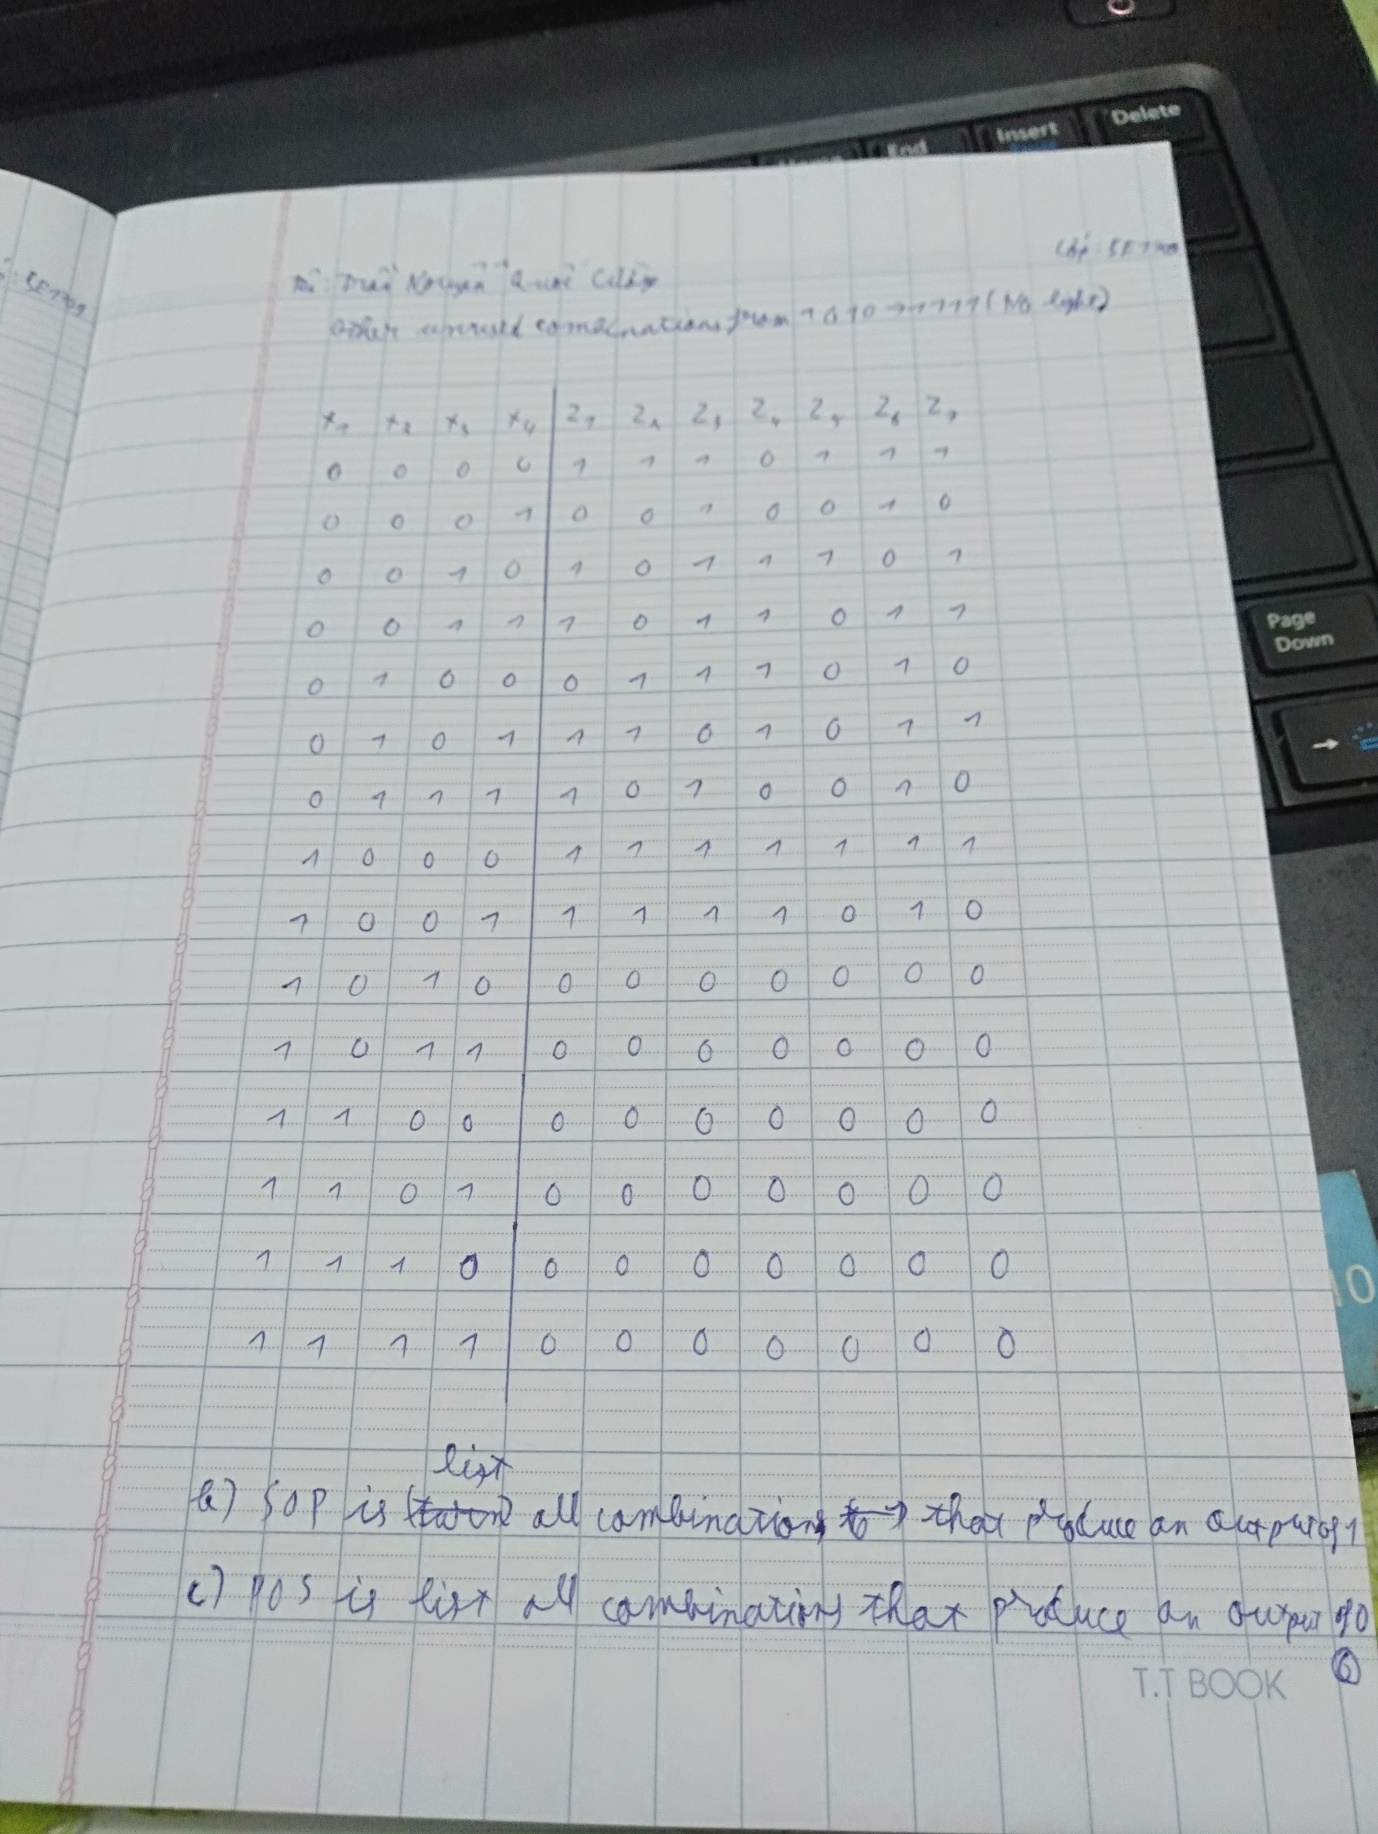 Delete
Insert
End
Home
Page
Down
Lớp: SE1709
SE1709
Trần Nguyễn Quốc
other unused combinations from 1010 → 1111 (No light)
x1 x2 x3 x4 Z1 Z2 Z3 Z4 Z5 Z6 Z7
0 0 0 0 1 1 1 0 1 1 1
0 0 0 1 0 0 1 0 0 1 0
0 0 1 0 1 0 1 1 1 0 1
0 0 1 1 1 0 1 1 0 1 1
0 1 0 0 0 1 1 1 0 1 0
0 1 0 1 1 1 0 1 0 1 1
0 1 1 1 1 0 1 0 0 1 0
1 0 0 0 1 1 1 1 1 1 1
1 0 0 1 1 1 1 1 0 1 0
1 0 1 0 0 0 0 0 0 0 0
1 0 1 1 0 0 0 0 0 0 0
1 1 0 0 0 0 0 0 0 0 0
1 1 0 1 0 0 0 0 0 0 0
1 1 1 0 0 0 0 0 0 0 0
1 1 1 1 0 0 0 0 0 0 0
10
list
b) SOP is all combinations that produce an output of 1
c) POS is list all combinations that produce an output of 0
6
T.T BOOK